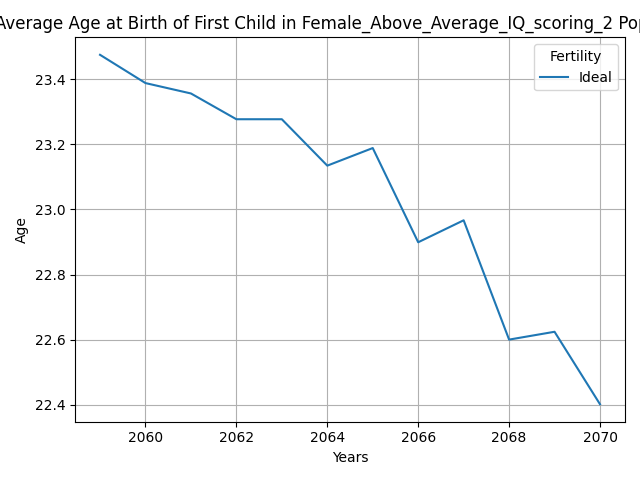 Average Age at Birth of First Child in Female_Above_Average_IQ_scoring_2
Fertility
Ideal
23.4
23.2
23.0
22.8
22.6
22.4
Age
2060 2062 2064 2066 2068 2070
Years